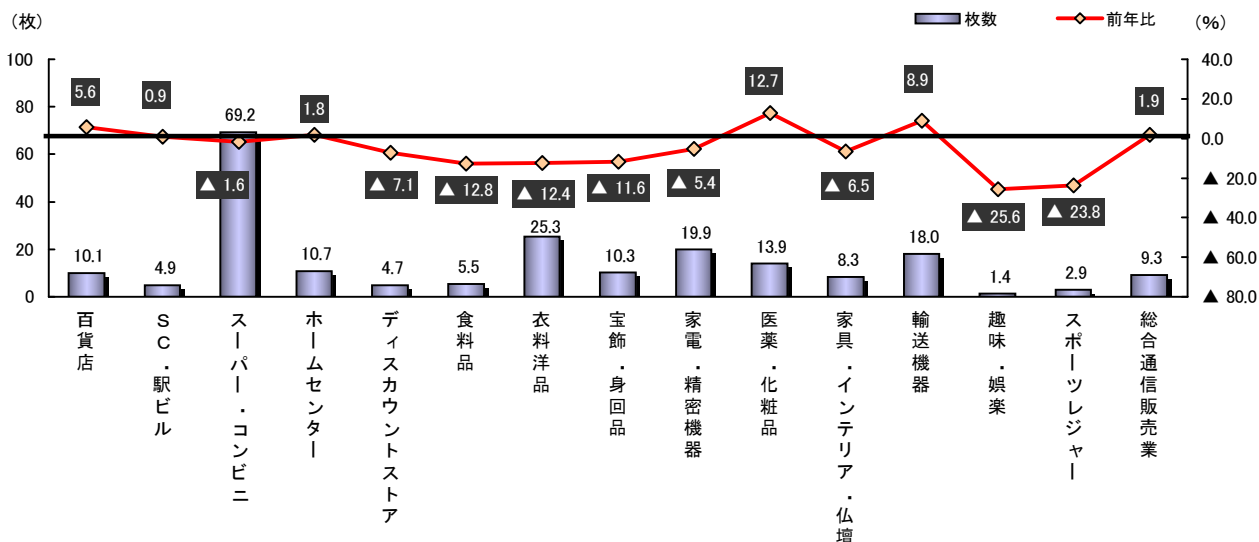 （枚）
枚数
前年比
（%）
100
80
60
40
20
0
40.0
20.0
0.0
▲ 20.0
▲ 40.0
▲ 60.0
▲ 80.0
5.6
0.9
▲ 1.6
1.8
▲ 7.1
▲ 12.8
▲ 12.4
▲ 11.6
▲ 5.4
12.7
▲ 6.5
8.9
▲ 25.6
▲ 23.8
1.9
10.1
4.9
69.2
10.7
4.7
5.5
25.3
10.3
19.9
13.9
8.3
18.0
1.4
2.9
9.3
百貨店
ＳＣ．駅ビル
スーパー．コンビニ
ホームセンター
ディスカウントストア
食料品
衣料洋品
宝飾．身回品
家電．精密機器
医薬．化粧品
家具．インテリア．仏壇
輸送機器
趣味．娯楽
スポーツレジャー
総合通信販売業